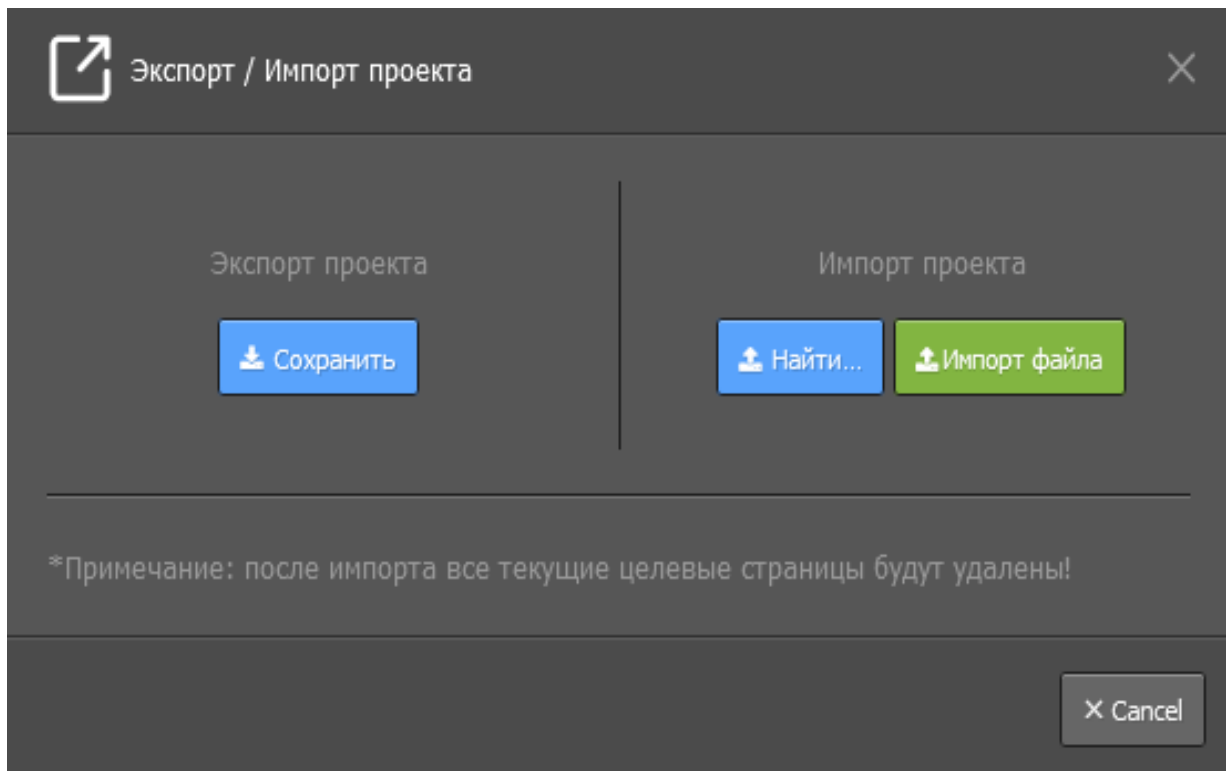 Экспорт / Импорт проекта
Экспорт проекта
Сохранить
Импорт проекта
Найти...
Импорт файла
*Примечание: после импорта все текущие целевые страницы будут удалены!
Cancel